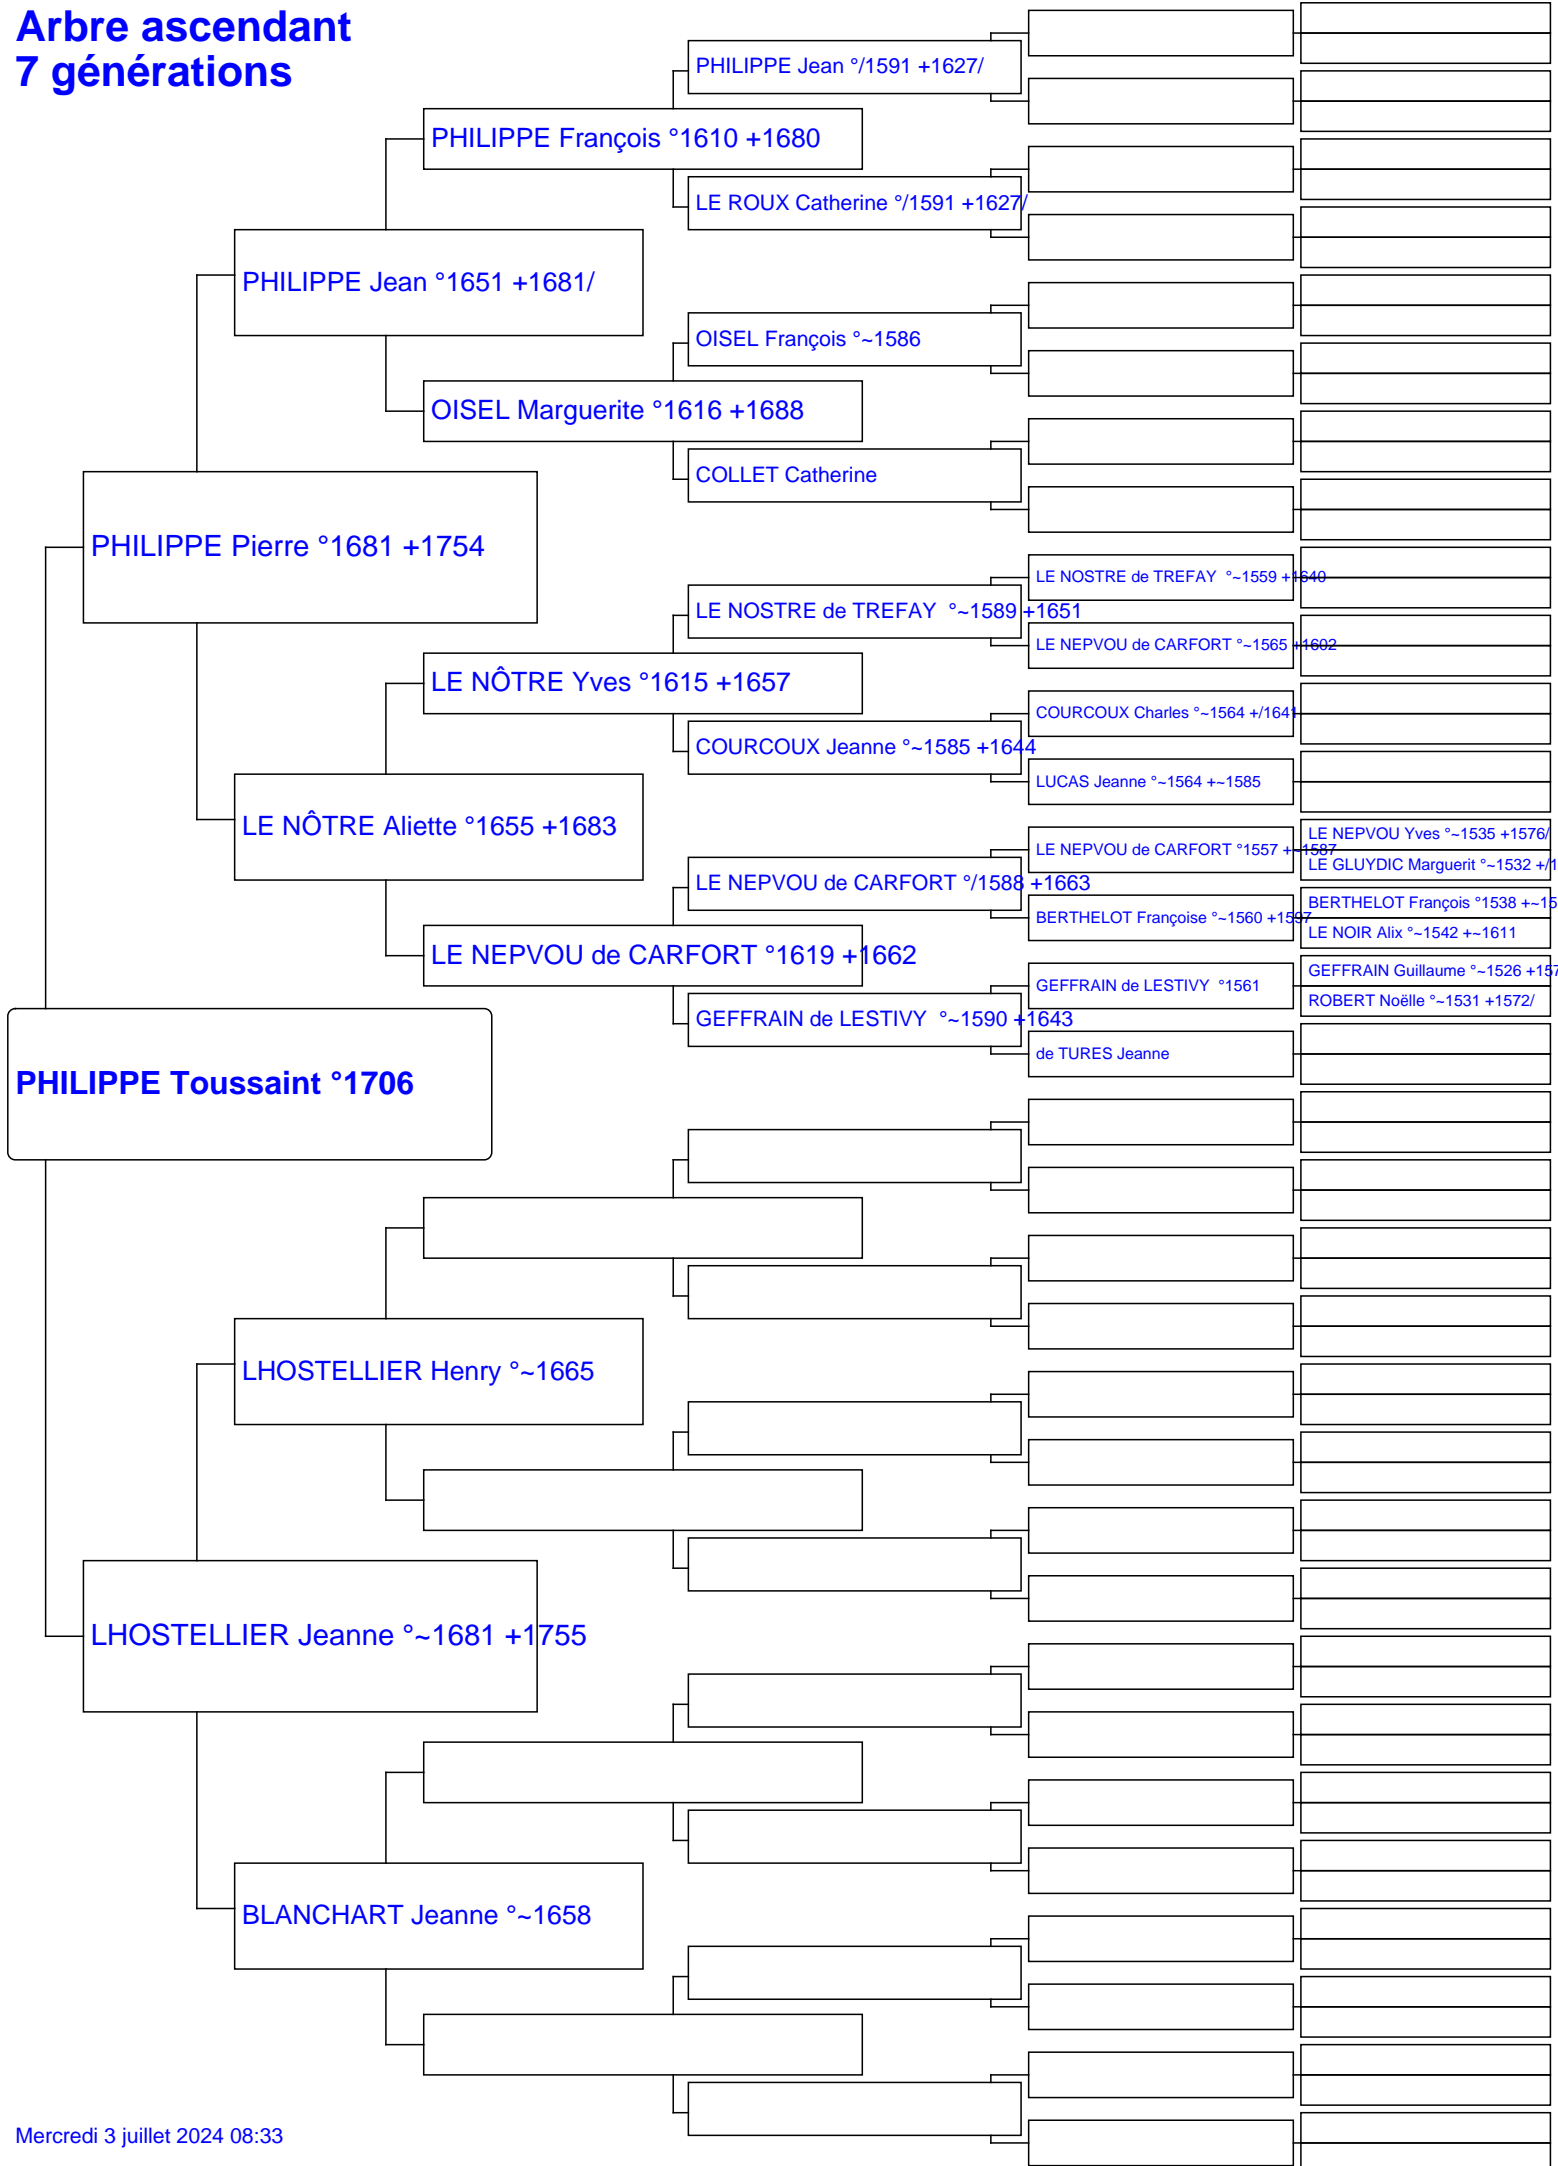 Arbre ascendant
7 générations
PHILIPPE Jean °/1591 +1627/
PHILIPPE François °1610 +1680
LE ROUX Catherine °/1591 +1627/
PHILIPPE Jean °1651 +1681/
OISEL François °~1586
OISEL Marguerite °1616 +1688
COLLET Catherine
PHILIPPE Pierre °1681 +1754
LE NOSTRE de TREFAY °~1559 +1640
LE NOSTRE de TREFAY °~1589 +1651
LE NEPVOU de CARFORT °~1565 +1602
LE NÔTRE Yves °1615 +1657
COURCOUX Charles °~1564 +/1641
COURCOUX Jeanne °~1585 +1644
LUCAS Jeanne °~1564 +~1585
LE NÔTRE Aliette °1655 +1683
LE NEPVOU Yves °~1535 +1576/
LE NEPVOU de CARFORT °1557 +~1587
LE GLUYDIC Marguerit °~1532 +/1
LE NEPVOU de CARFORT °/1588 +1663
BERTHELOT François °1538 +~15
BERTHELOT Françoise °~1560 +1597
LE NOIR Alix °~1542 +~1611
LE NEPVOU de CARFORT °1619 +1662
GEFFRAIN Guillaume °~1526 +157
GEFFRAIN de LESTIVY °1561
ROBERT Noëlle °~1531 +1572/
GEFFRAIN de LESTIVY °~1590 +1643
de TURES Jeanne
PHILIPPE Toussaint °1706
LHOSTELLIER Henry °~1665
LHOSTELLIER Jeanne °~1681 +1755
BLANCHART Jeanne °~1658
Mercredi 3 juillet 2024 08:33